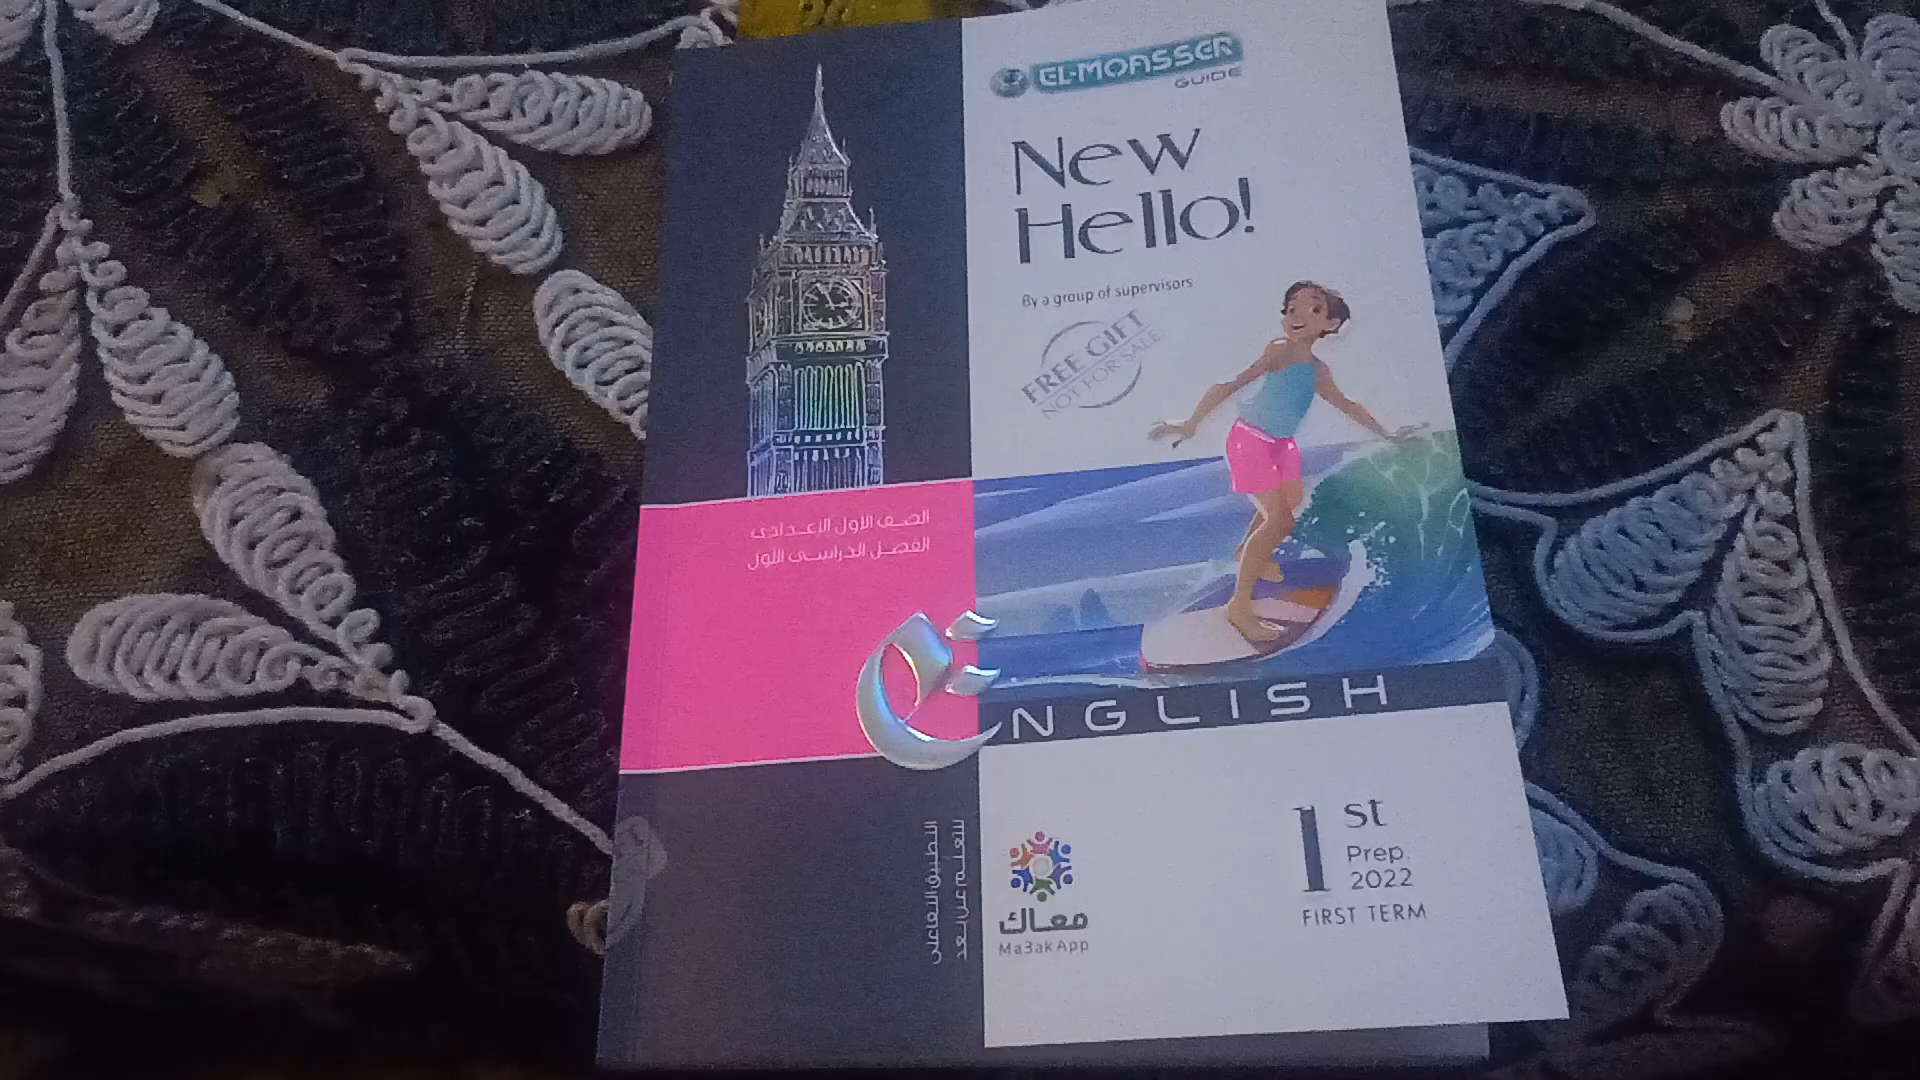 EL-MOASSER
GUIDE
New
Hello!
By a group of supervisors
FREE GIFT
NOT FOR SALE
الصف الأول الإعدادى
الفصل الدراسى الأول
ENGLISH
التطبيق التفاعلى
للتعلم عن بعد
معاك
Ma3ak App
1st
Prep.
2022
FIRST TERM